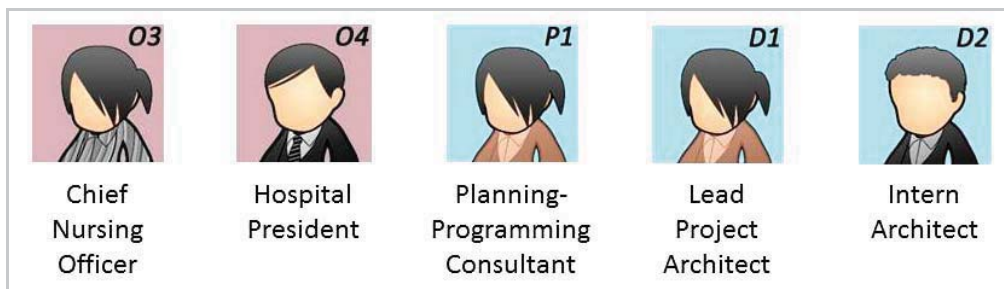 O3
O4
P1
D1
D2
Chief
Nursing
Officer
Hospital
President
Planning-
Programming
Consultant
Lead
Project
Architect
Intern
Architect